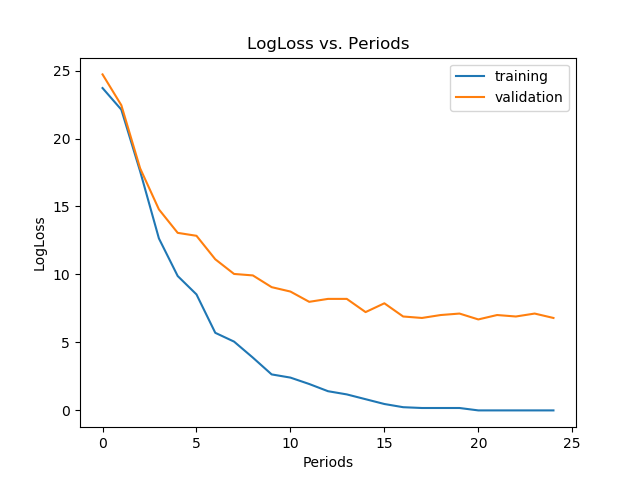 LogLoss vs. Periods
training
validation
LogLoss
25
20
15
10
5
0
0 5 10 15 20 25
Periods